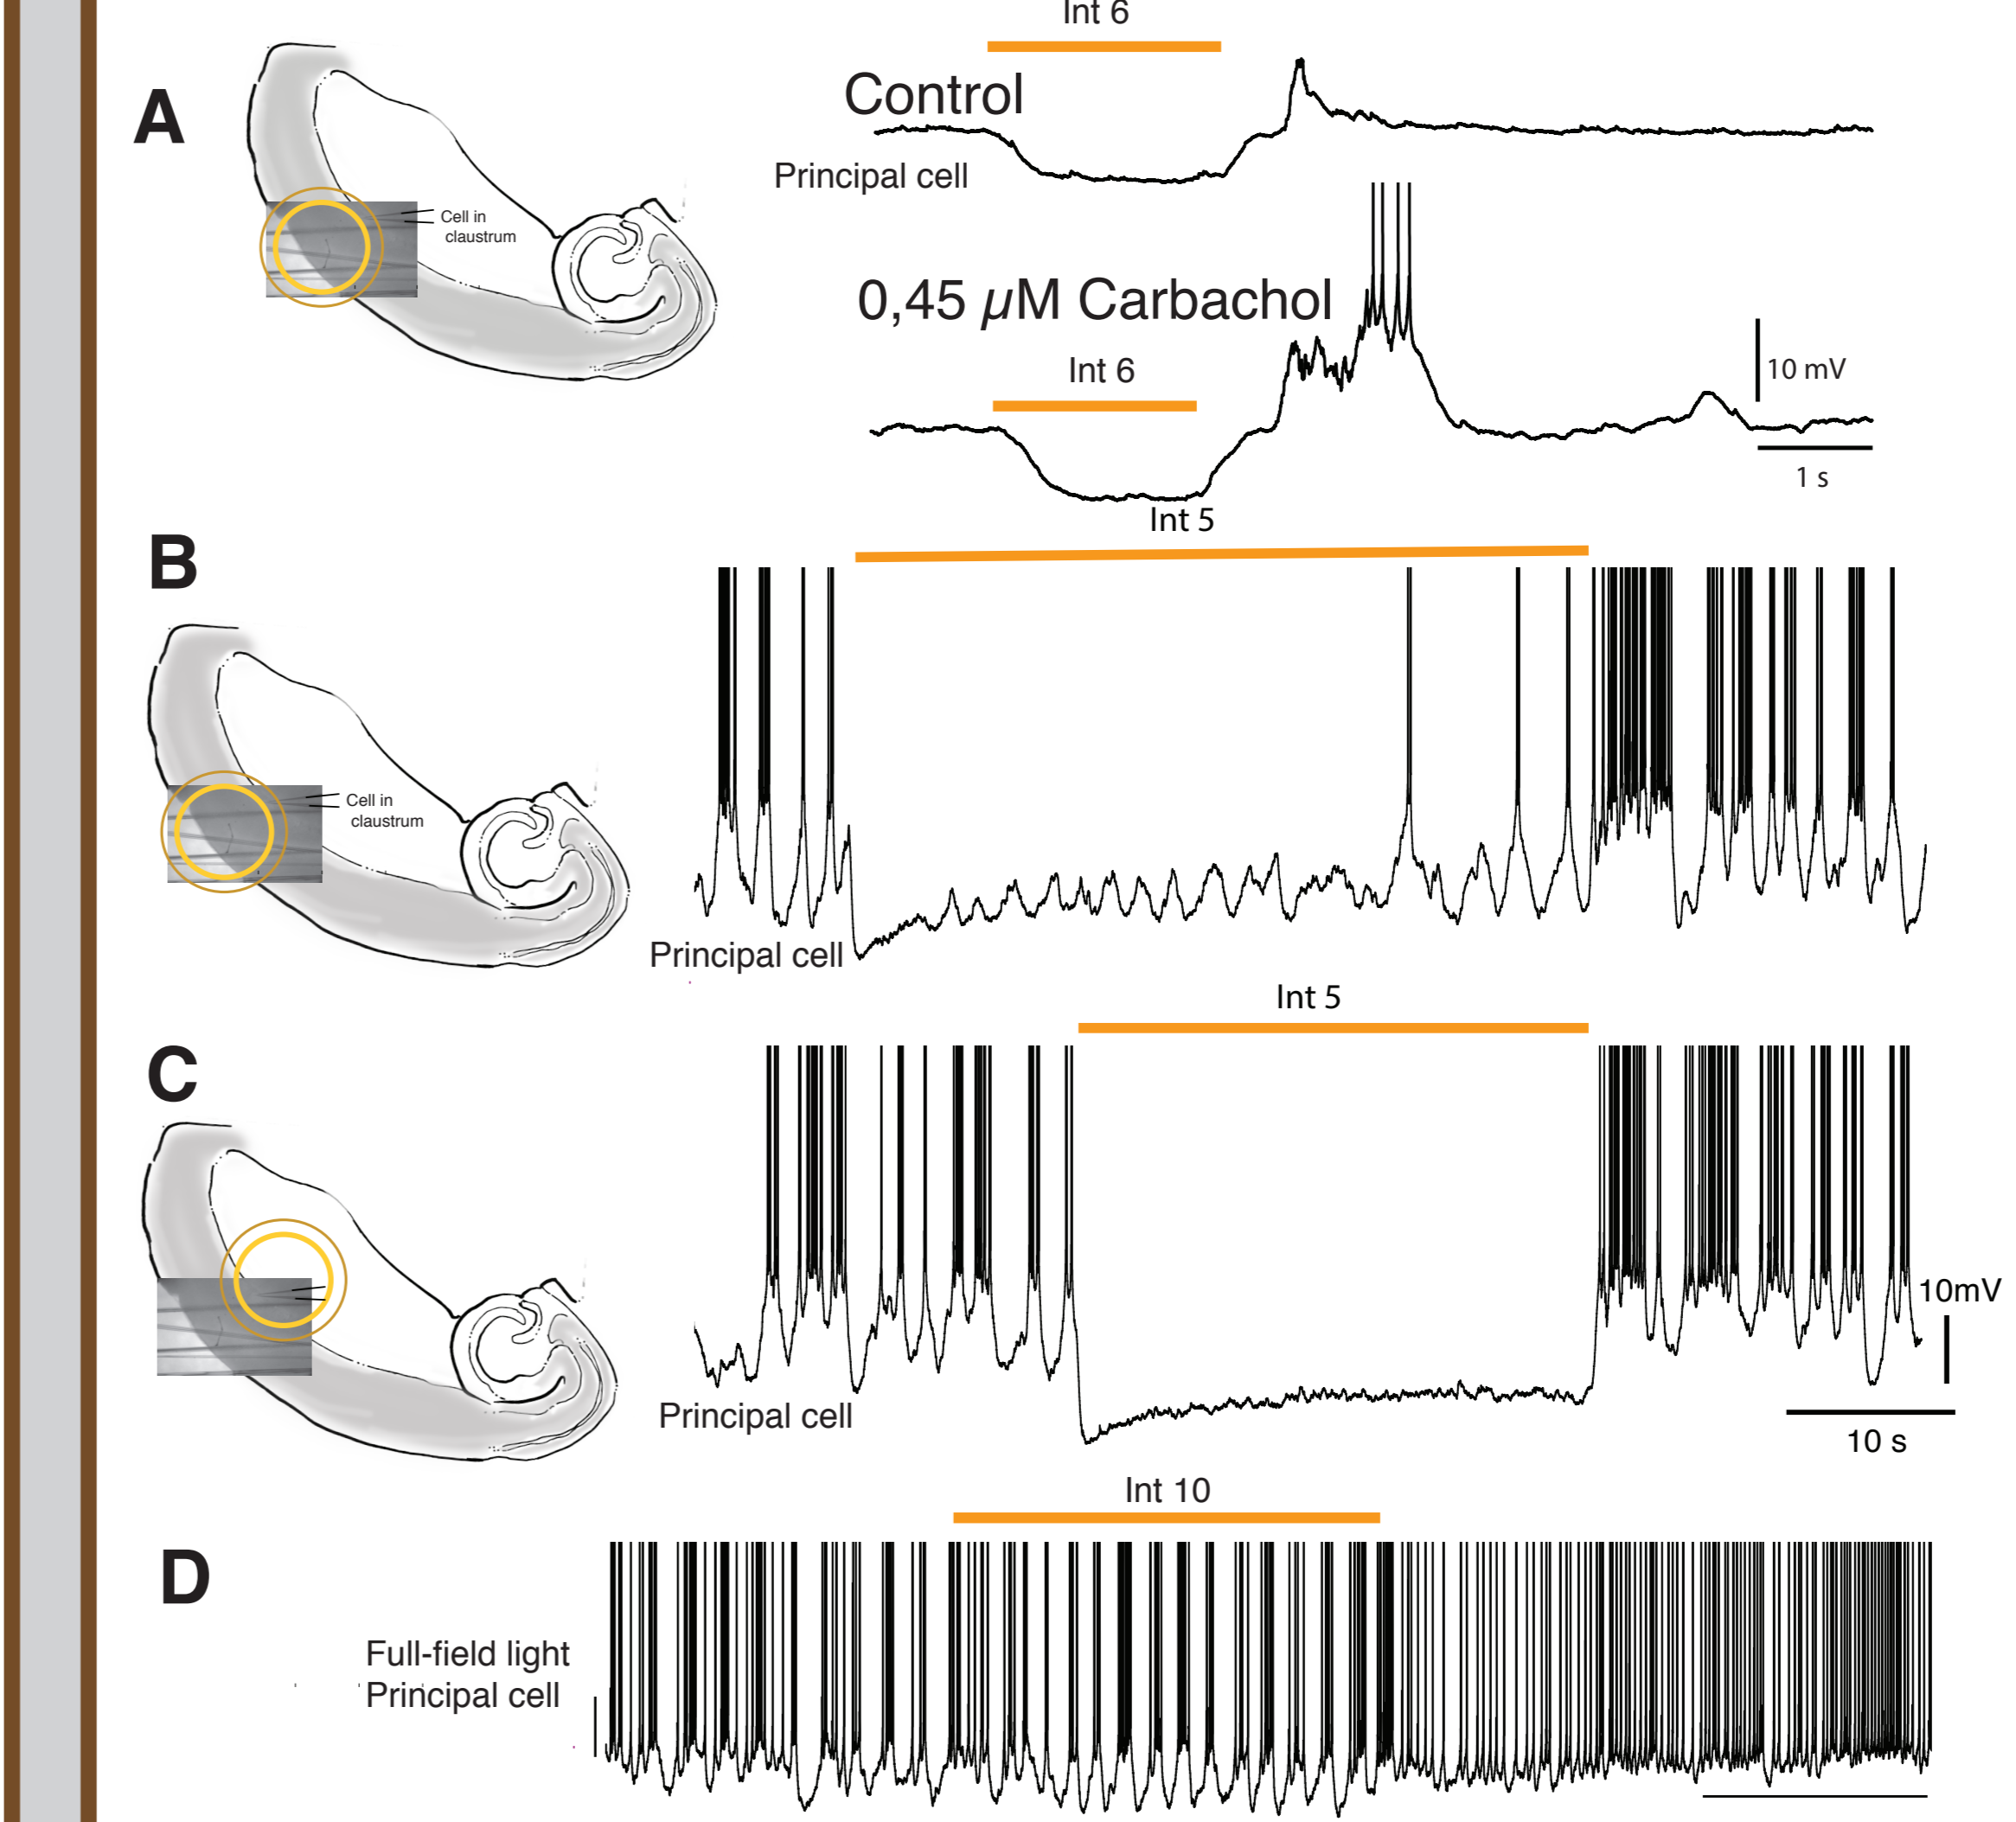 Int 6
A
Control
Principal cell
Cell in
claustrum
0,45 µM Carbachol
Int 6
10 mV
1 s
B
Int 5
Cell in
claustrum
Principal cell
C
Int 5
Principal cell
10mV
10 s
D
Int 10
Full-field light
Principal cell